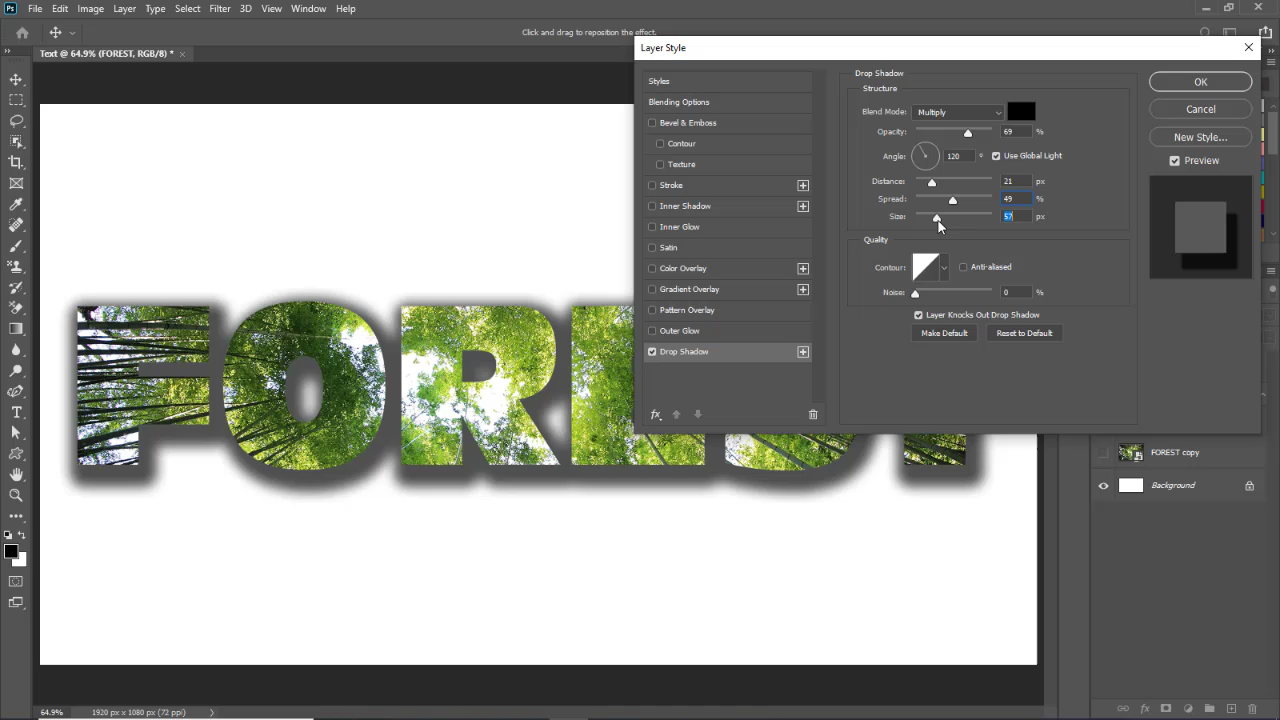 Ps File Edit Image Layer Type Select Filter 3D View Window Help
Click and drag to reposition the effect.
Text @ 64.9% (FOREST, RGB/8) *
Layer Style
Styles
Blending Options
Bevel & Emboss
Contour
Texture
Stroke
Inner Shadow
Inner Glow
Satin
Color Overlay
Gradient Overlay
Pattern Overlay
Outer Glow
Drop Shadow
fx
Drop Shadow
Structure
Blend Mode: Multiply
Opacity: 69 %
Angle: 120 ° Use Global Light
Distance: 21 px
Spread: 49 %
Size: 57 px
Quality
Contour: Anti-aliased
Noise: 0 %
Layer Knocks Out Drop Shadow
Make Default Reset to Default
OK
Cancel
New Style...
Preview
FOREST
FOREST copy
Background
64.9% 1920 px x 1080 px (72 ppi)
fx